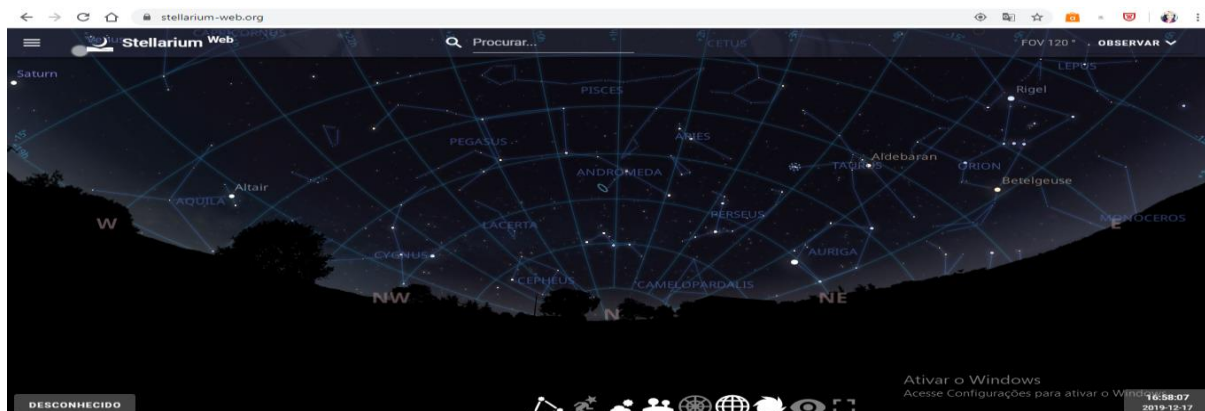 stellarium-web.org
Stellarium Web
Procurar...
FOV 120 °
OBSERVAR
CETUS
LEPUS
Saturn
PISCES
Rigel
PEGASUS
ARIES
Aldebaran
TAURUS
ORION
ANDROMEDA
Betelgeuse
Altair
AQUILA
PERSEUS
MONOCEROS
W
LACERTA
E
CYGNUS
AURIGA
CEPHEUS
CAMELOPARDALIS
NW
NE
N
Ativar o Windows
Acesse Configurações para ativar o Windows.
16:58:07
2019-12-17
DESCONHECIDO